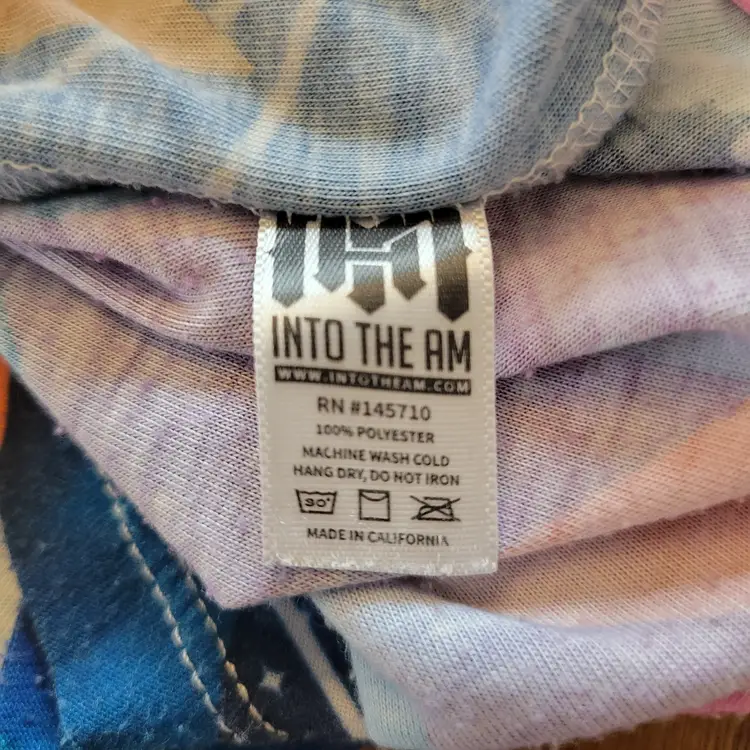 INTO THE AM
WWW.INTOTHEAM.COM
RN #145710
100% POLYESTER
MACHINE WASH COLD
HANG DRY, DO NOT IRON
30°
MADE IN CALIFORNIA